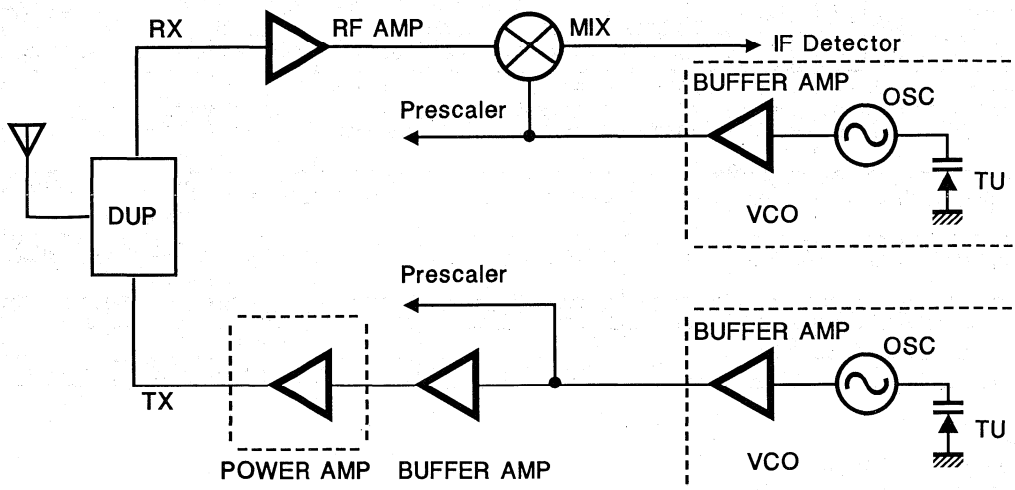 RX
RF AMP
MIX
IF Detector
BUFFER AMP
OSC
Prescaler
TU
VCO
DUP
Prescaler
BUFFER AMP
OSC
TX
TU
POWER AMP
BUFFER AMP
VCO